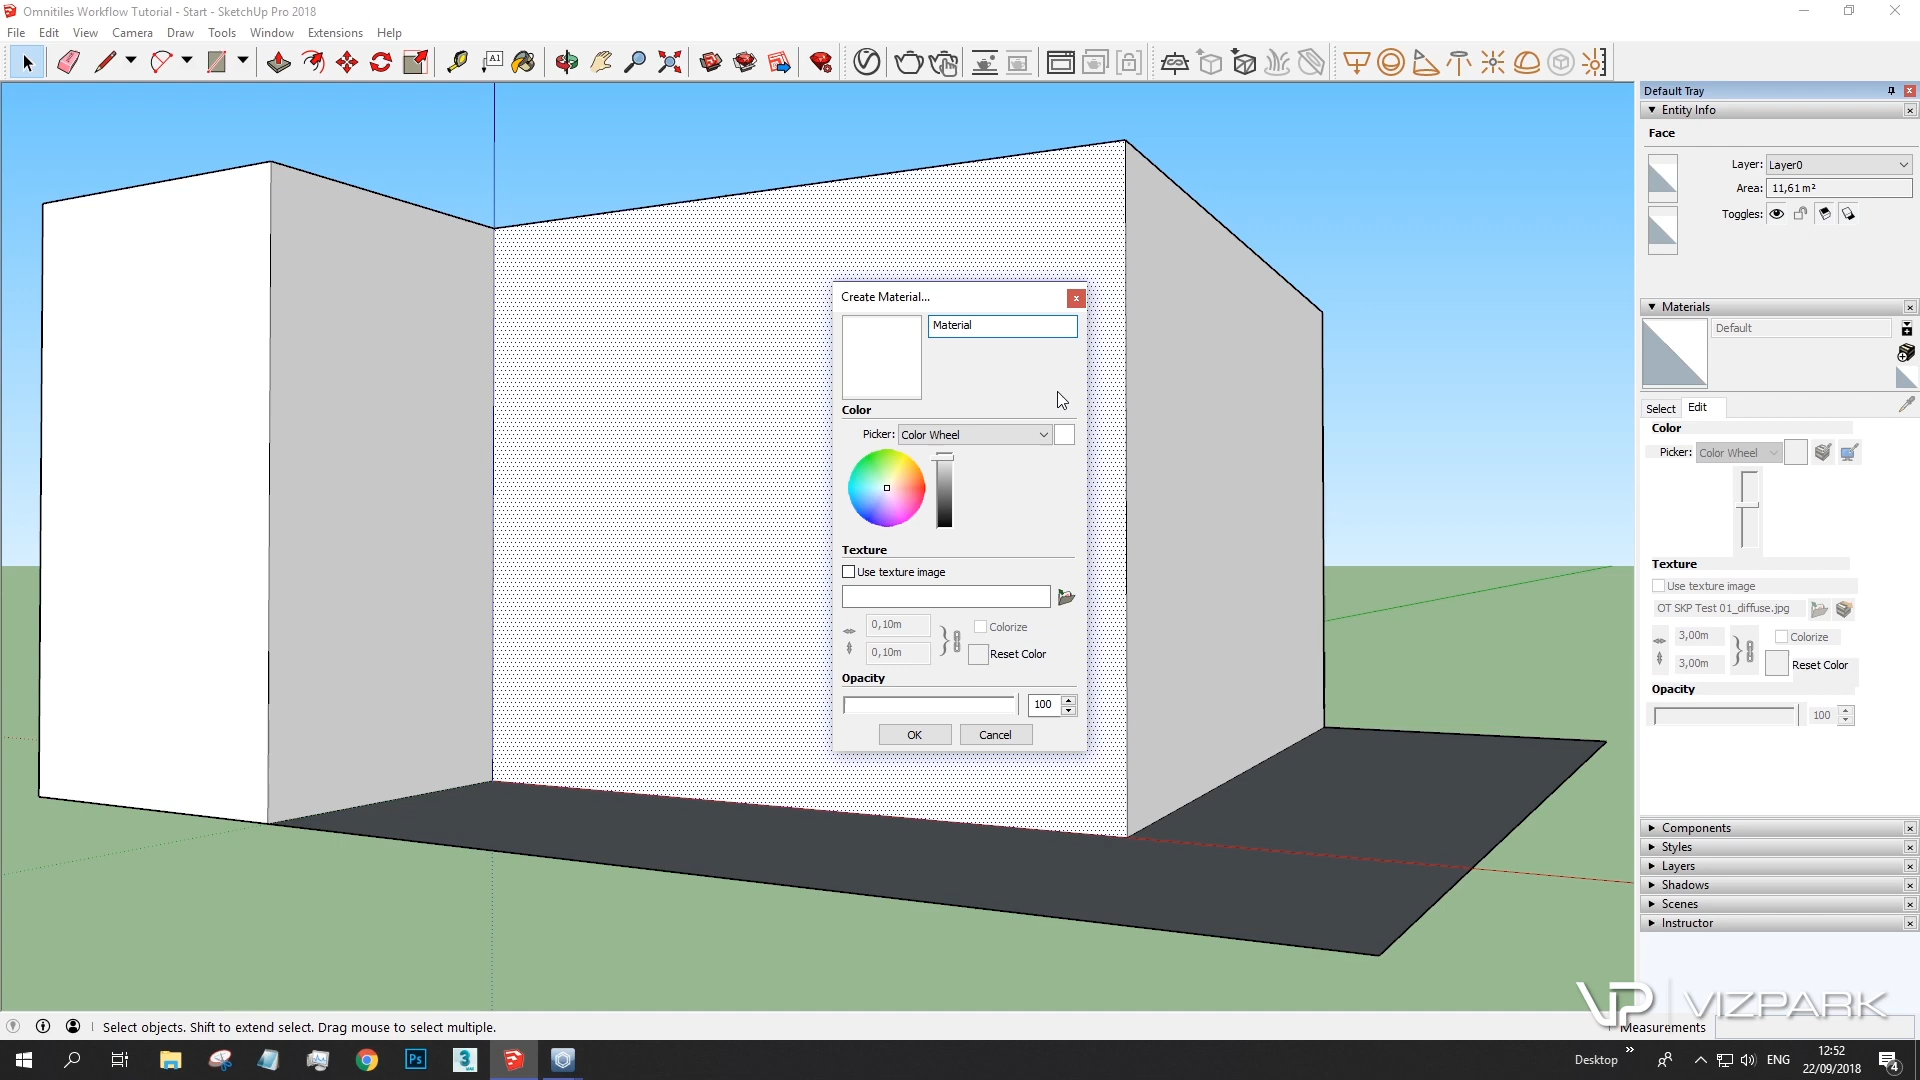 Omnitiles Workflow Tutorial - Start - SketchUp Pro 2018
File Edit View Camera Draw Tools Window Extensions Help
A1
Default Tray
Entity Info
Face
Layer: Layer0
Area: 11,61 m²
Toggles:
Materials
Default
Select Edit
Color
Picker: Color Wheel
Texture
Use texture image
OT SKP Test 01_diffuse.jpg
3,00m
Colorize
3,00m
Reset Color
Opacity
100
Components
Styles
Layers
Shadows
Scenes
Instructor
Create Material...
Material
Color
Picker: Color Wheel
Texture
Use texture image
0,10m
Colorize
0,10m
Reset Color
Opacity
100
OK Cancel
VP VIZPARK
Select objects. Shift to extend select. Drag mouse to select multiple.
Measurements
Ps
3
Desktop
ENG
12:52
22/09/2018
4